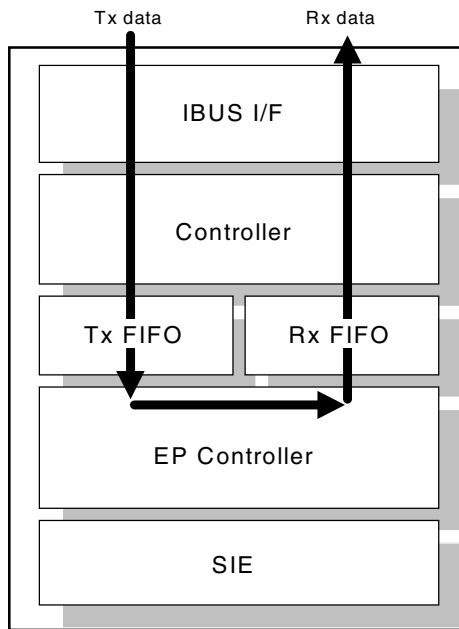 Tx data Rx data
IBUS I/F
Controller
Tx FIFO Rx FIFO
EP Controller
SIE